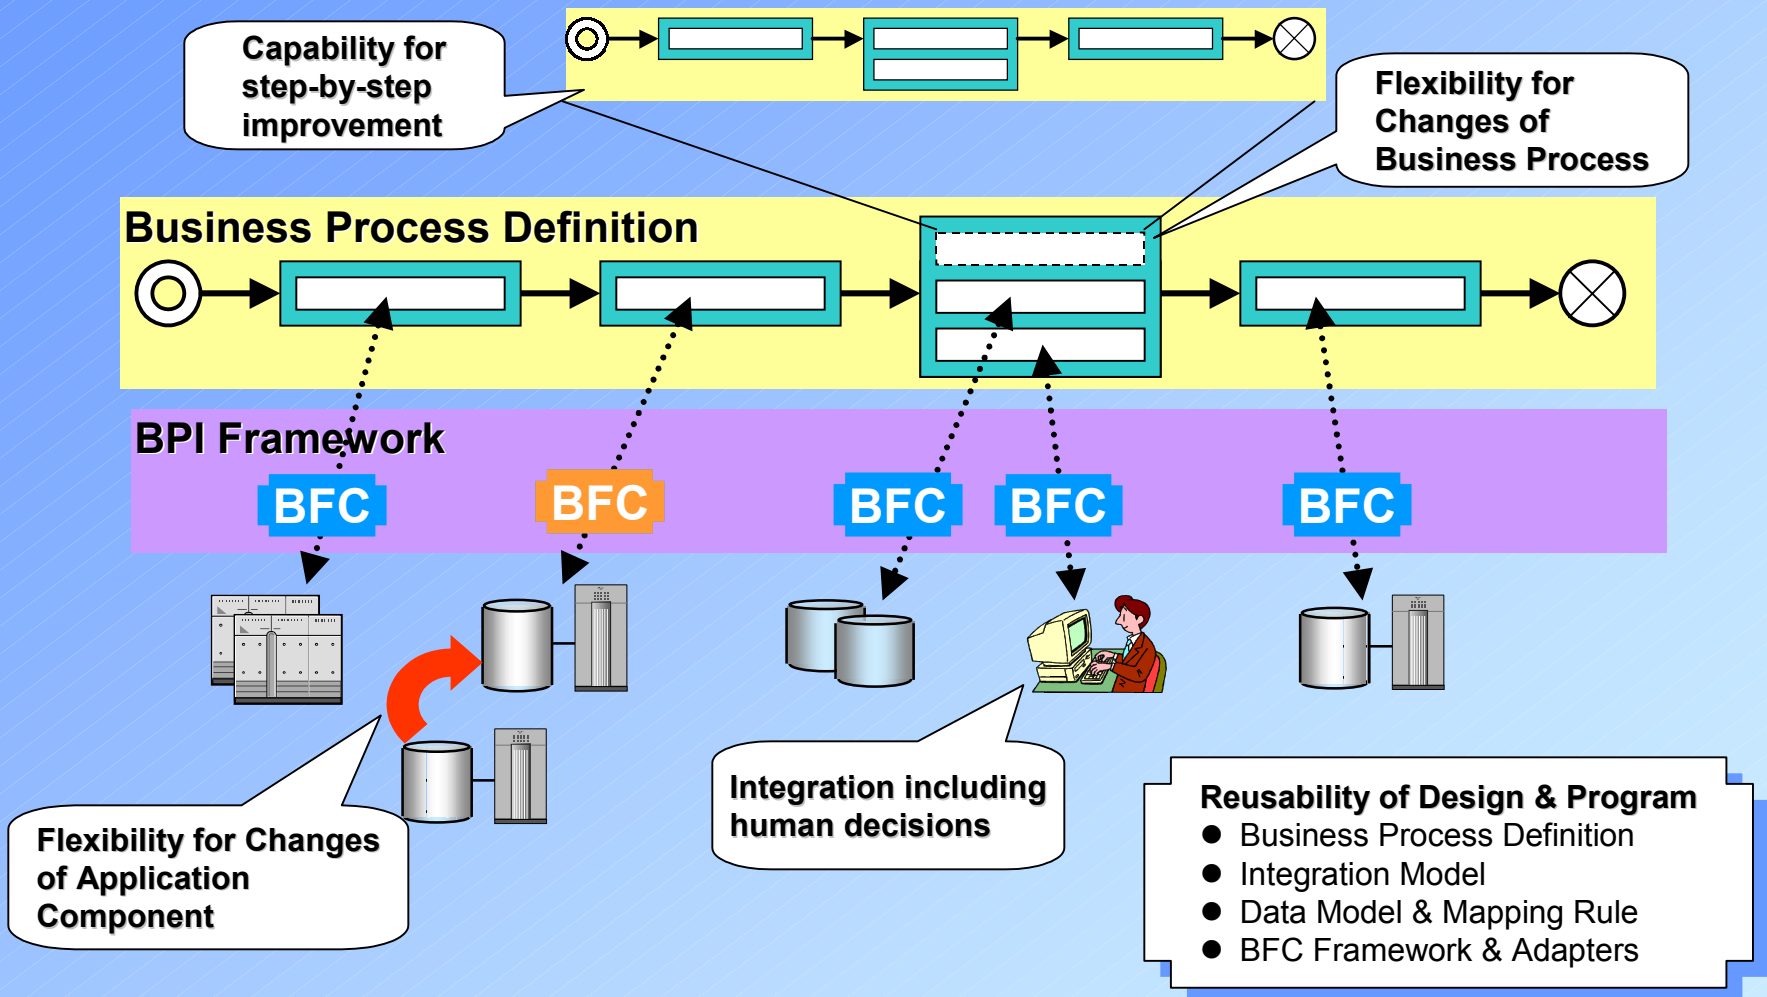 Capability for
step-by-step
improvement
Flexibility for
Changes of
Business Process
Business Process Definition
BPI Framework
BFC
BFC
BFC
BFC
BFC
Flexibility for Changes
of Application
Component
Integration including
human decisions
Reusability of Design & Program
● Business Process Definition
● Integration Model
● Data Model & Mapping Rule
● BFC Framework & Adapters